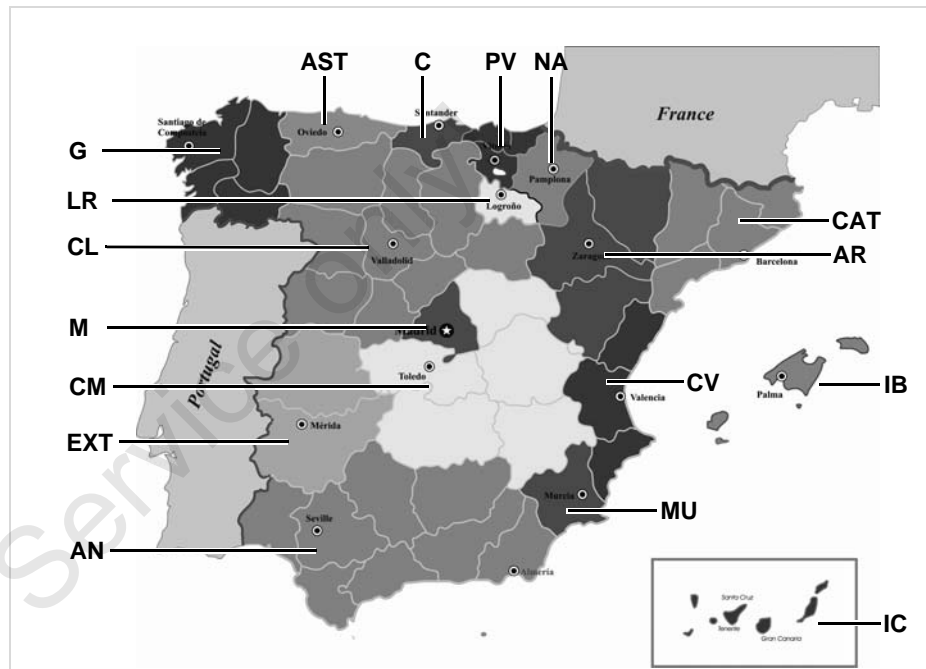 AST C PV NA
Santander
France
Santiago de
Compostela
Oviedo
G
Pamplona
LR
Logroño
CAT
CL
Valladolid
AR
Barcelona
M
Madrid
Portugal
Toledo
CM
CV
IB
Palma
Valencia
EXT
Mérida
Murcia
MU
Seville
AN
Almería
Santa Cruz
Tenerife
Gran Canaria
IC
Service only